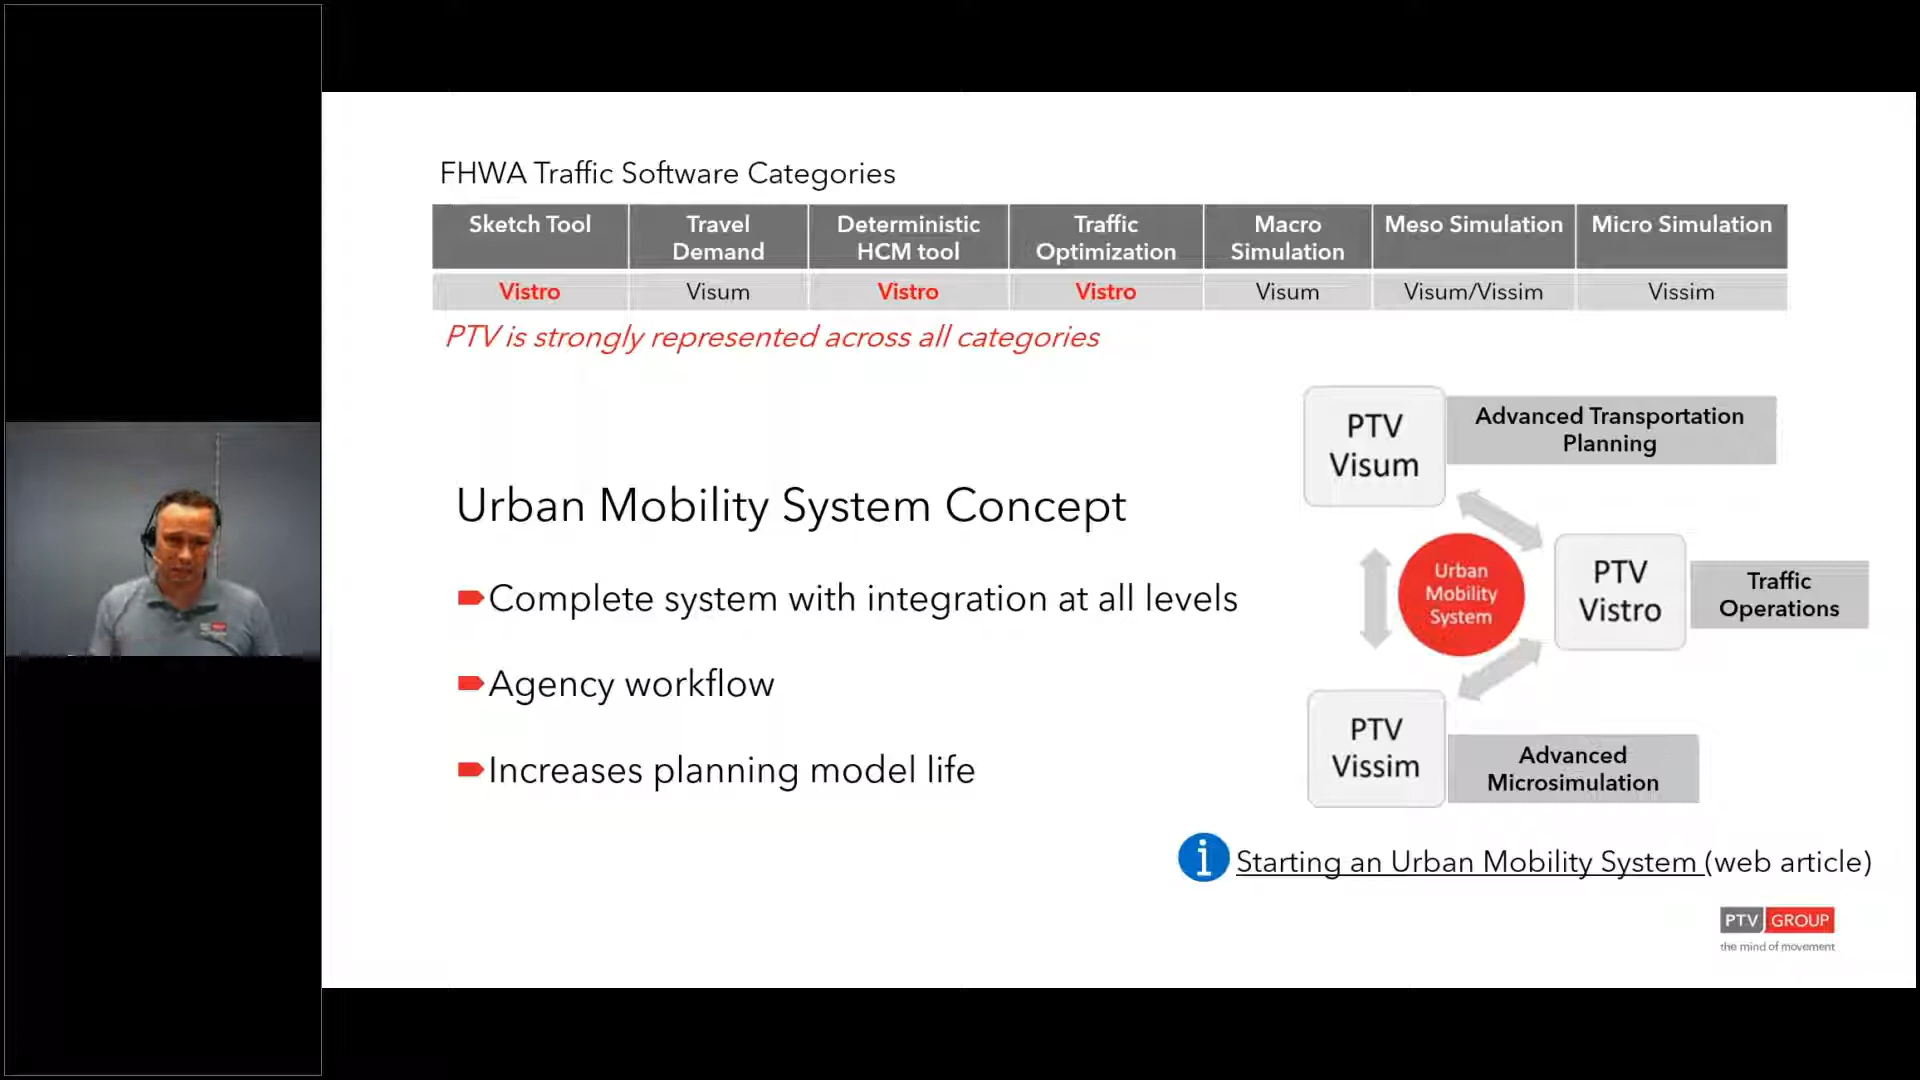 FHWA Traffic Software Categories
Sketch Tool
Travel
Demand
Deterministic
HCM tool
Traffic
Optimization
Macro
Simulation
Meso Simulation
Micro Simulation
Vistro
Visum
Vistro
Vistro
Visum
Visum/Vissim
Vissim
PTV is strongly represented across all categories
Urban Mobility System Concept
Complete system with integration at all levels
Agency workflow
Increases planning model life
PTV
Visum
Advanced Transportation
Planning
Urban
Mobility
System
PTV
Vistro
Traffic
Operations
PTV
Vissim
Advanced
Microsimulation
i
Starting an Urban Mobility System (web article)
PTV GROUP
the mind of movement